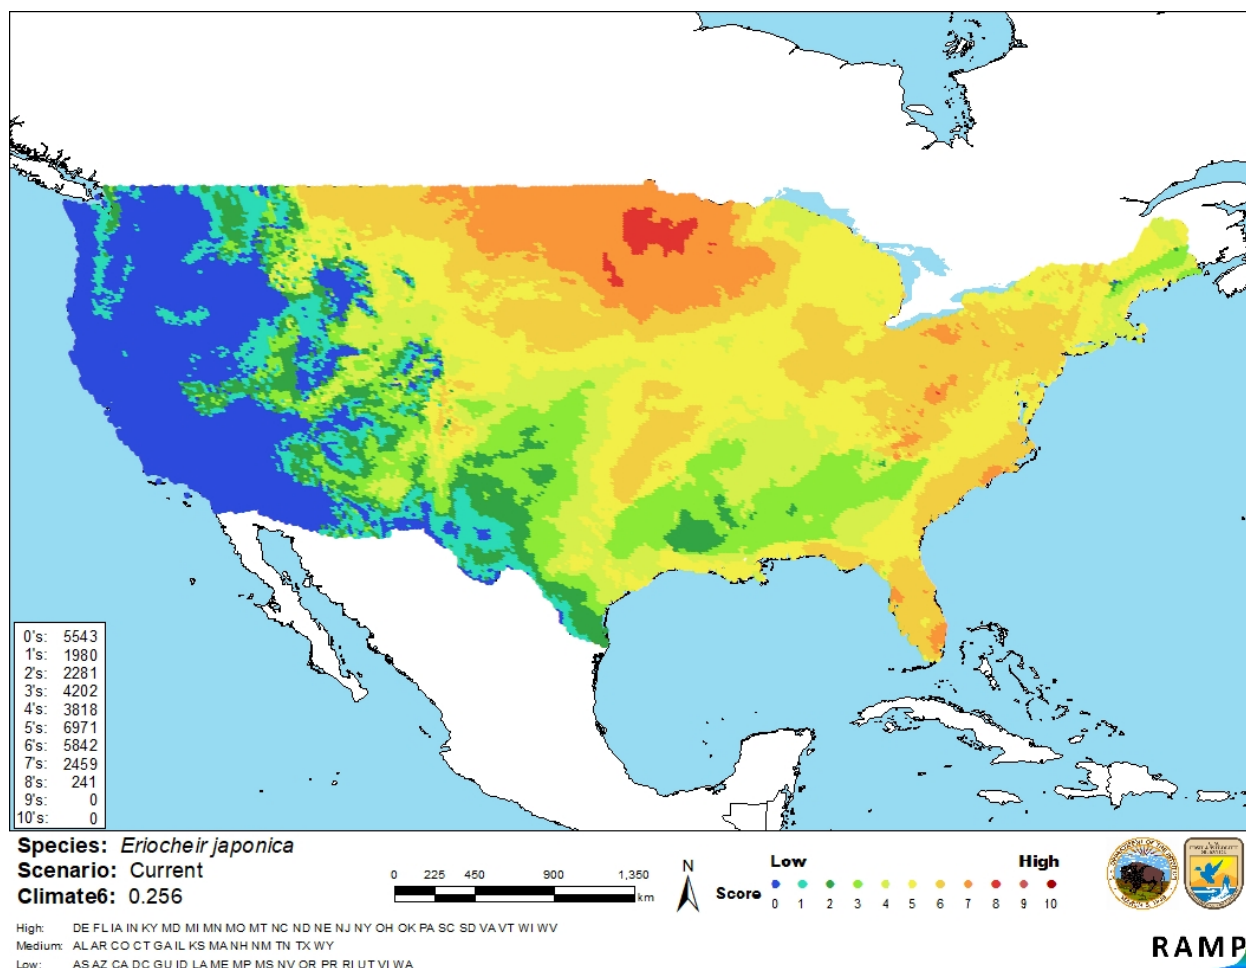 0's: 5543
1's: 1980
2's: 2281
3's: 4202
4's: 3818
5's: 6971
6's: 5842
7's: 2459
8's: 241
9's: 0
10's: 0
Species: Eriocheir japonica
Scenario: Current
Climate6: 0.256
0 225 450 900 1,350
km
N
Low High
Score
0 1 2 3 4 5 6 7 8 9 10
High: DE FL IA IN KY MD MI MN MO MT NC ND NE NJ NY OH OK PA SC SD VA VT WI WV
Medium: AL AR CO CT GA IL KS MA NH NM TN TX WY
Low: AS AZ CA DC GU ID LA ME MP MS NV OR PR RI UT VI WA
RAMP